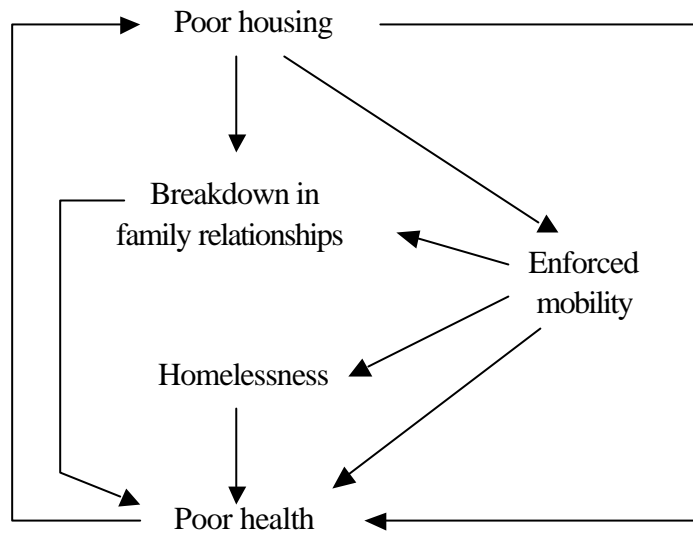 Poor housing
Breakdown in
family relationships
Enforced
mobility
Homelessness
Poor health